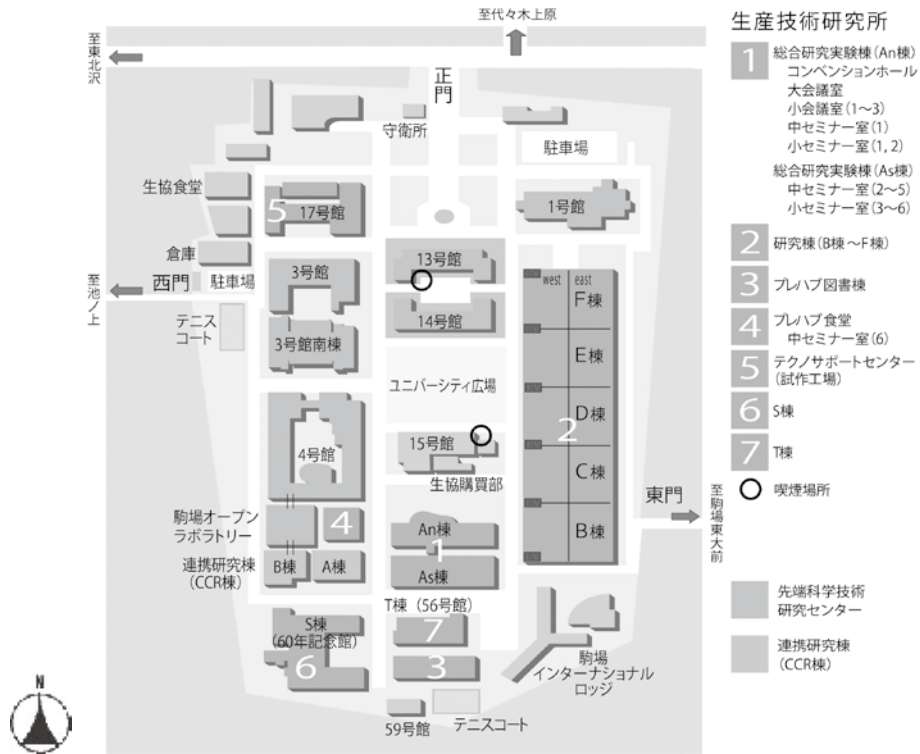 至代々木上原
至東北沢
正門
守衛所
駐車場
生協食堂
5
17号館
1号館
倉庫
西門
駐車場
至池ノ上
3号館
13号館
west
east
F棟
テニス
コート
14号館
3号館南棟
E棟
ユニバーシティ広場
D棟
2
15号館
4号館
C棟
生協購買部
東門
至駒場東大前
駒場オープン
ラボラトリー
4
An棟
B棟
1
連携研究棟
(CCR棟)
B棟
A棟
As棟
T棟 (56号館)
S棟
(60年記念館)
7
6
3
駒場
インターナショナル
ロッジ
59号館
テニスコート
N
生産技術研究所
1
総合研究実験棟(An棟)
コンベンションホール
大会議室
小会議室(1~3)
中セミナー室(1)
小セミナー室(1, 2)
総合研究実験棟(As棟)
中セミナー室(2~5)
小セミナー室(3~6)
2
研究棟(B棟~F棟)
3
プレハブ図書棟
4
プレハブ食堂
中セミナー室(6)
5
テクノサポートセンター
(試作工場)
6
S棟
7
T棟
喫煙場所
先端科学技術
研究センター
連携研究棟
(CCR棟)